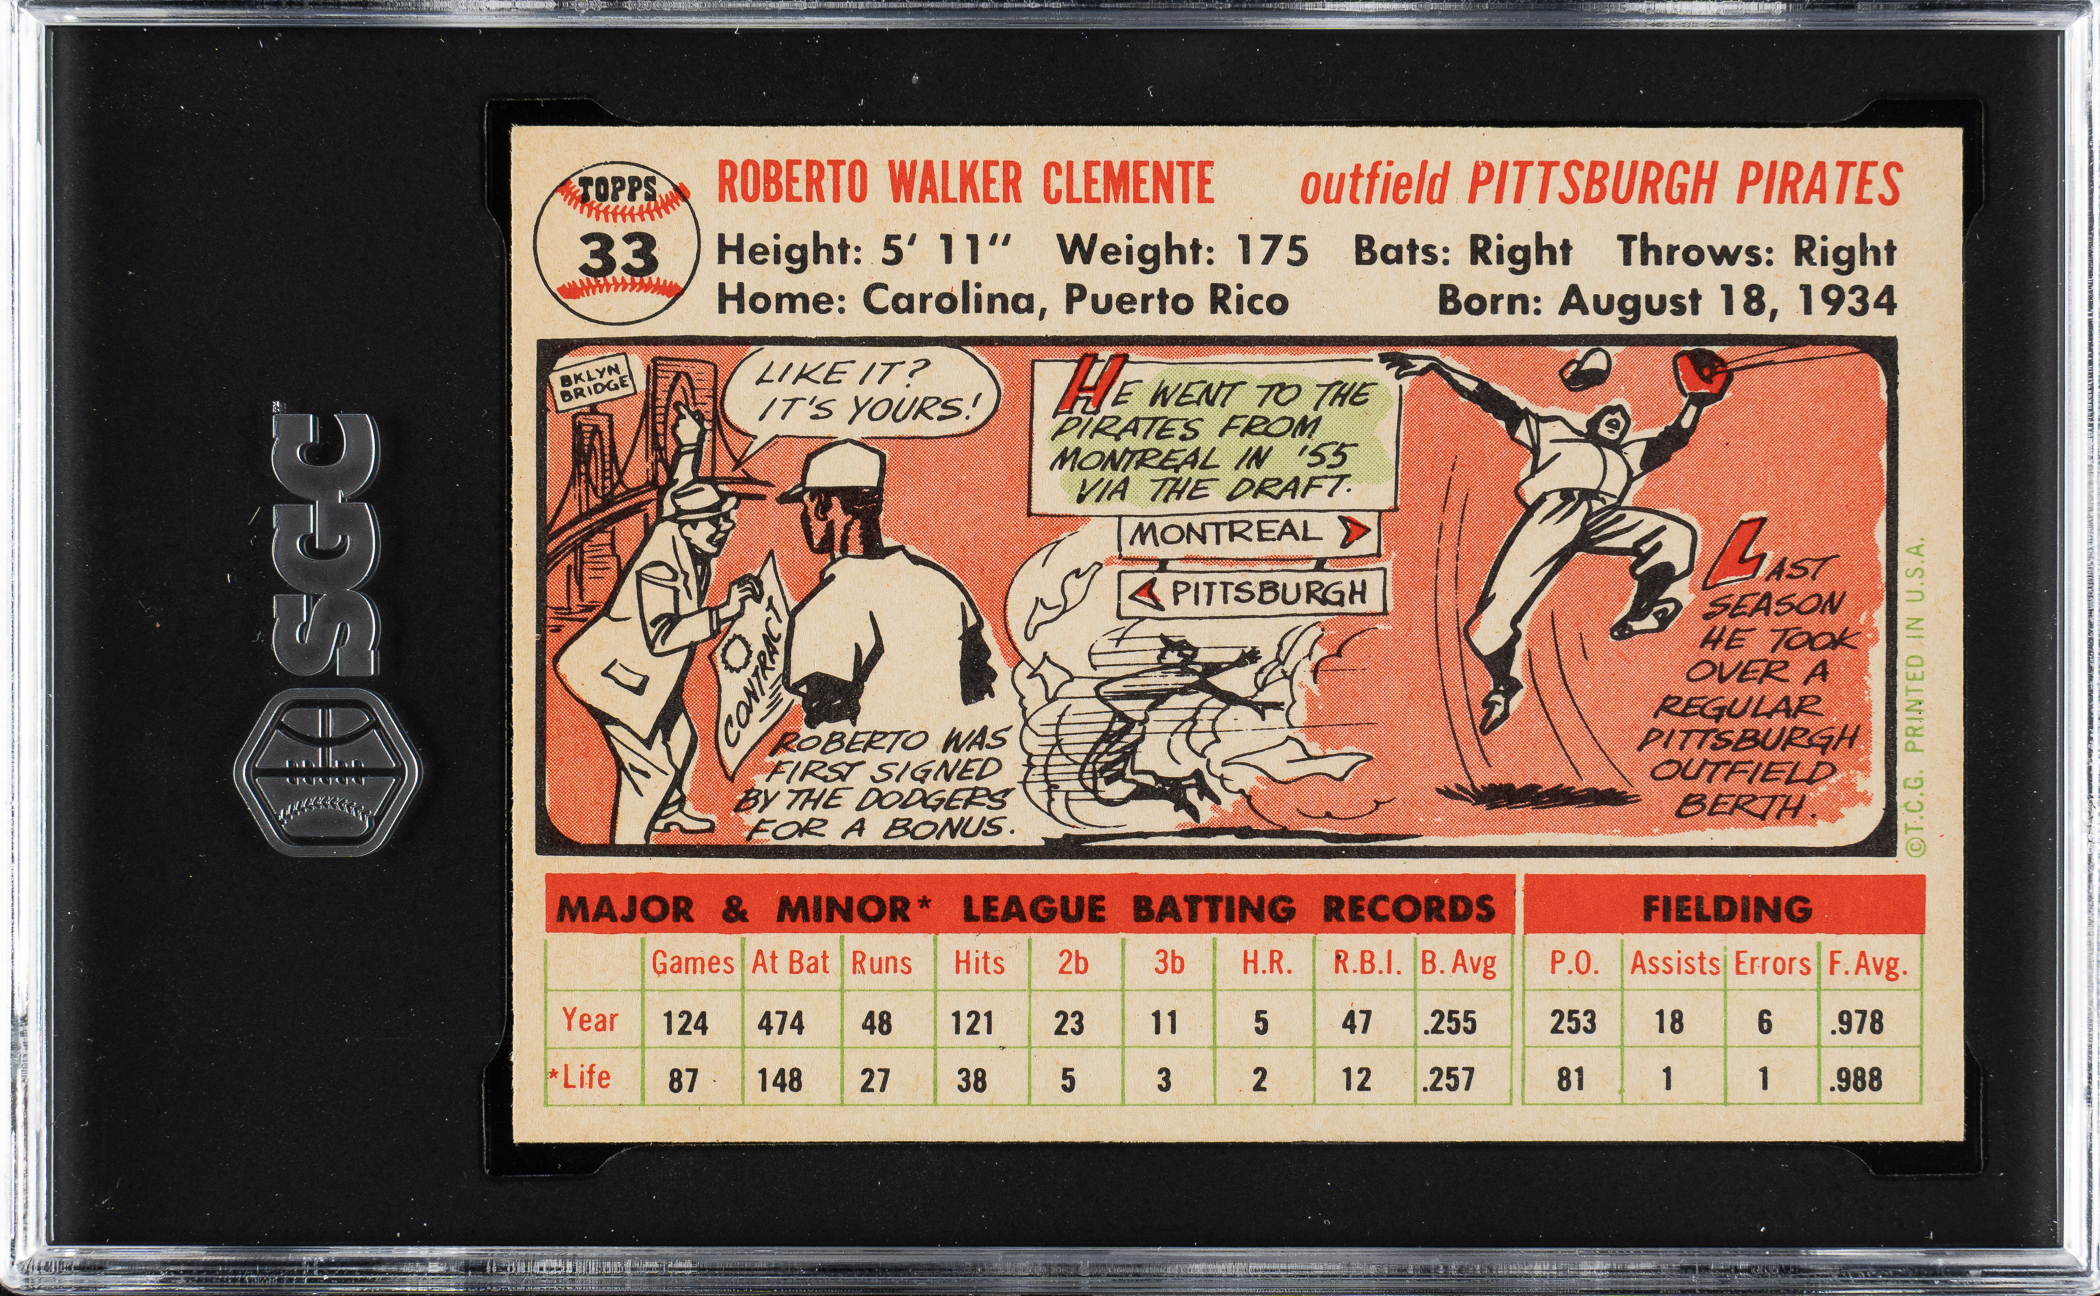 SGC
TOPPS
33
ROBERTO WALKER CLEMENTE outfield PITTSBURGH PIRATES
Height: 5' 11" Weight: 175 Bats: Right Throws: Right
Home: Carolina, Puerto Rico Born: August 18, 1934
BKLYN
BRIDGE
LIKE IT?
IT'S YOURS!
CONTRACT
ROBERTO WAS
FIRST SIGNED
BY THE DODGERS
FOR A BONUS.
HE WENT TO THE
PIRATES FROM
MONTREAL IN '55
VIA THE DRAFT.
MONTREAL
PITTSBURGH
LAST
SEASON
HE TOOK
OVER A
REGULAR
PITTSBURGH
OUTFIELD
BERTH.
©T.C.G. PRINTED IN U.S.A.
MAJOR & MINOR* LEAGUE BATTING RECORDS FIELDING
Games At Bat Runs Hits 2b 3b H.R. R.B.I. B. Avg P.O. Assists Errors F. Avg.
Year 124 474 48 121 23 11 5 47 .255 253 18 6 .978
*Life 87 148 27 38 5 3 2 12 .257 81 1 1 .988